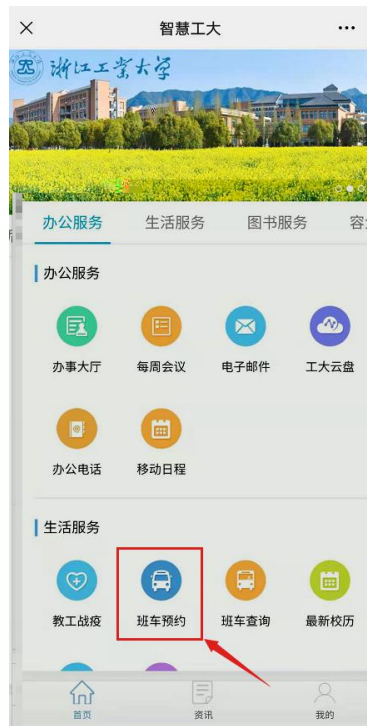 智慧工大
浙江工业大学
办公服务 生活服务 图书服务
办公服务
办事大厅 每周会议 电子邮件 工大云盘
办公电话 移动日程
生活服务
教工战疫 班车预约 班车查询 最新校历
首页 资讯 我的